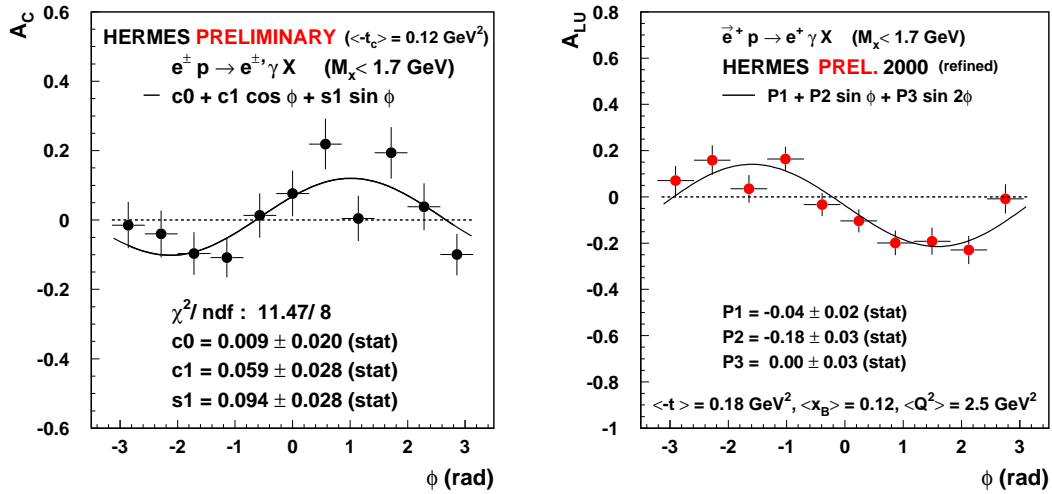 A_C
HERMES PRELIMINARY (<-t_c> = 0.12 GeV²)
e± p → e±’ γ X (M_x< 1.7 GeV)
— c0 + c1 cos ϕ + s1 sin ϕ
0.6
0.4
0.2
0
-0.2
-0.4
-0.6
χ²/ ndf : 11.47/ 8
c0 = 0.009 ± 0.020 (stat)
c1 = 0.059 ± 0.028 (stat)
s1 = 0.094 ± 0.028 (stat)
-3 -2 -1 0 1 2 3
ϕ (rad)
A_LU
e⃗⁺ p → e⁺ γ X (M_x< 1.7 GeV)
HERMES PREL. 2000 (refined)
— P1 + P2 sin ϕ + P3 sin 2ϕ
0.8
0.6
0.4
0.2
0
-0.2
-0.4
-0.6
-0.8
-1
P1 = -0.04 ± 0.02 (stat)
P2 = -0.18 ± 0.03 (stat)
P3 = 0.00 ± 0.03 (stat)
<-t > = 0.18 GeV², <x_B> = 0.12, <Q²> = 2.5 GeV²
-3 -2 -1 0 1 2 3
ϕ (rad)